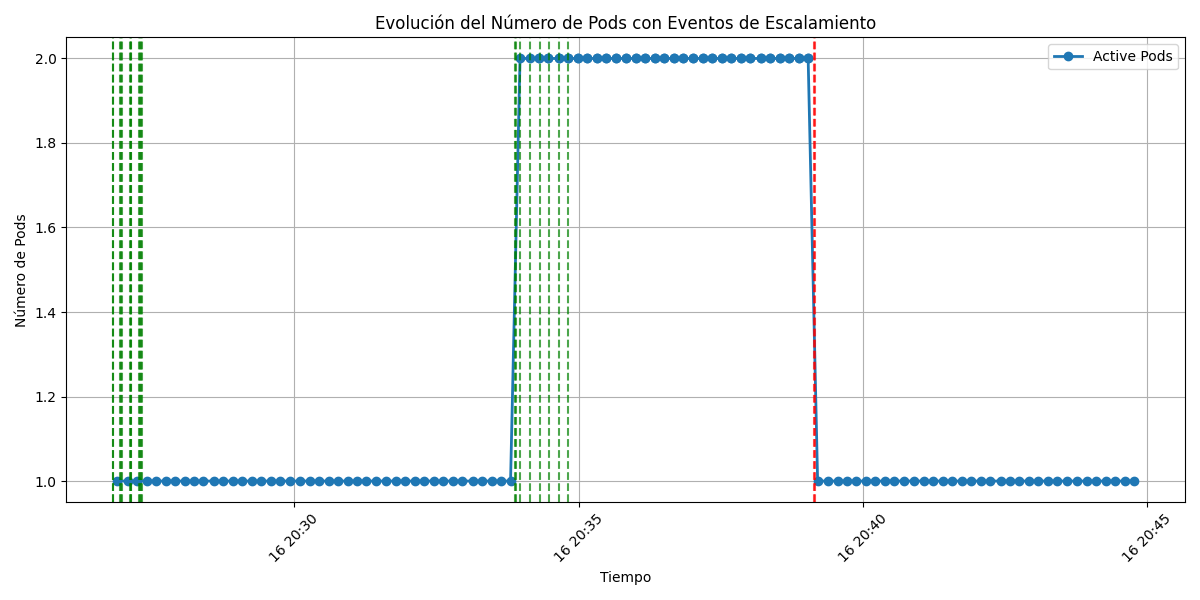 Evolución del Número de Pods con Eventos de Escalamiento
Active Pods
Número de Pods
2.0
1.8
1.6
1.4
1.2
1.0
16 20:30
16 20:35
16 20:40
16 20:45
Tiempo